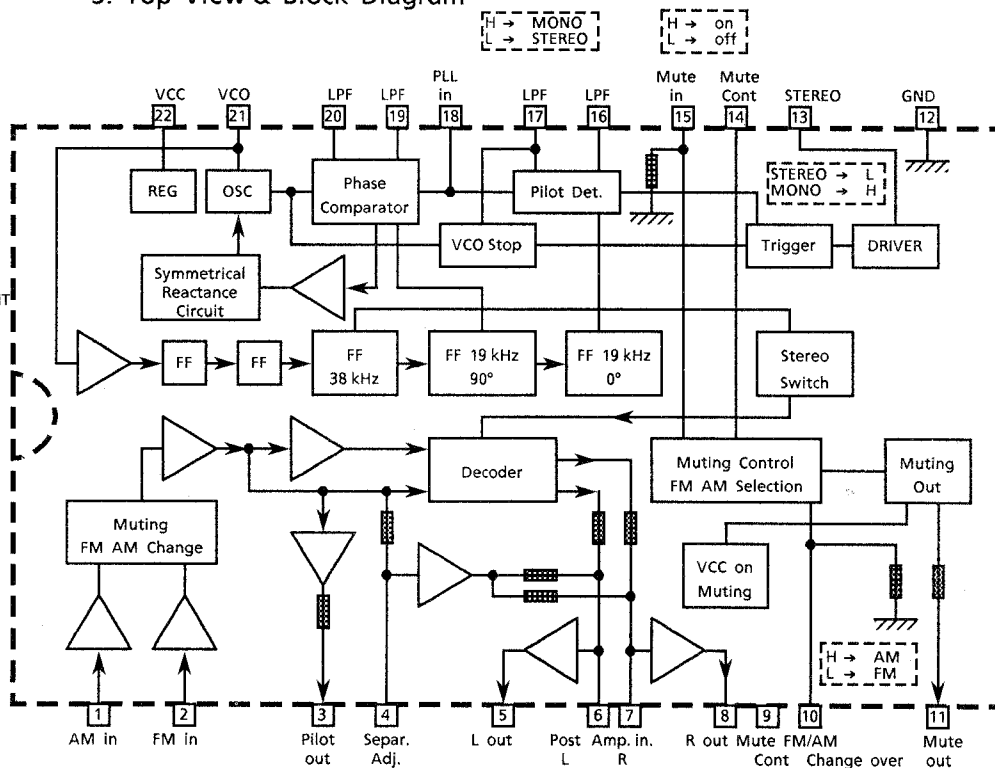 5. Top View & Block Diagram
H → MONO
L → STEREO
H → on
L → off
VCC
VCO
LPF
LPF
PLL
in
LPF
LPF
Mute
in
Mute
Cont
STEREO
GND
22
21
20
19
18
17
16
15
14
13
12
REG
OSC
Phase
Comparator
Pilot Det.
STEREO → L
MONO → H
VCO Stop
Trigger
DRIVER
Symmetrical
Reactance
Circuit
FF
FF
FF
38 kHz
FF 19 kHz
90°
FF 19 kHz
0°
Stereo
Switch
Decoder
Muting Control
FM AM Selection
Muting
Out
Muting
FM AM Change
VCC on
Muting
H → AM
L → FM
1
2
3
4
5
6
7
8
9
10
11
AM in
FM in
Pilot
out
Separ.
Adj.
L out
Post Amp. in.
L R
R out
Mute
Cont
FM/AM
Change over
Mute
out